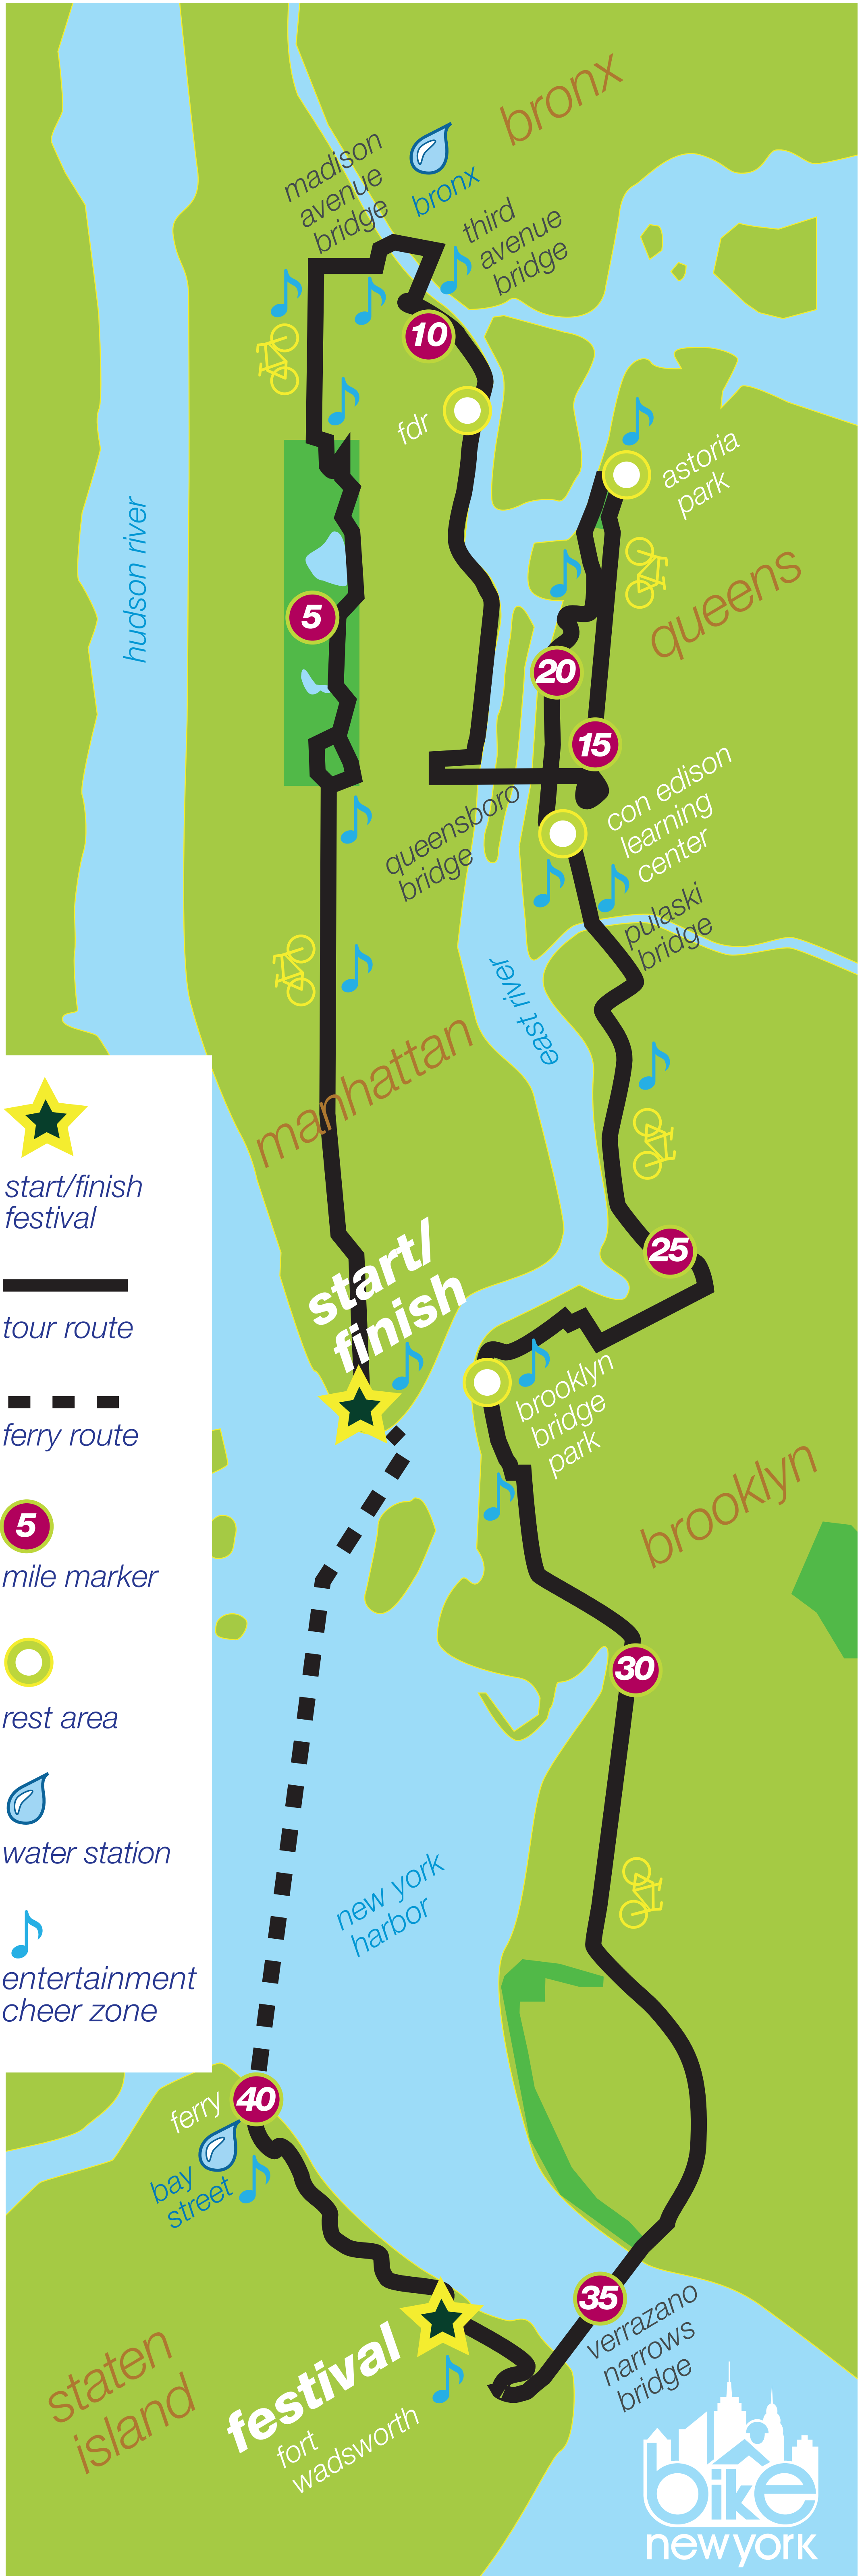 bronx
madison
avenue
bridge
bronx
third
avenue
bridge
10
fdr
astoria
park
hudson river
queens
5
20
15
con edison
learning
center
queensboro
bridge
pulaski
bridge
east river
manhattan
start/
finish
25
brooklyn
bridge
park
brooklyn
30
new york
harbor
start/finish
festival
tour route
ferry route
5
mile marker
rest area
water station
entertainment
cheer zone
ferry
40
bay
street
35
verrazano
narrows
bridge
staten
island
festival
fort
wadsworth
bike
new york